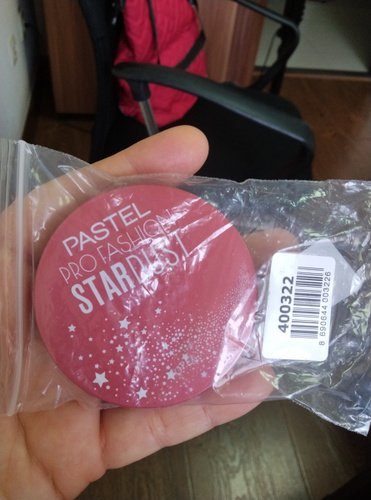 PASTEL
PRO FASHION
STARDUST
400322
8 690644 003226